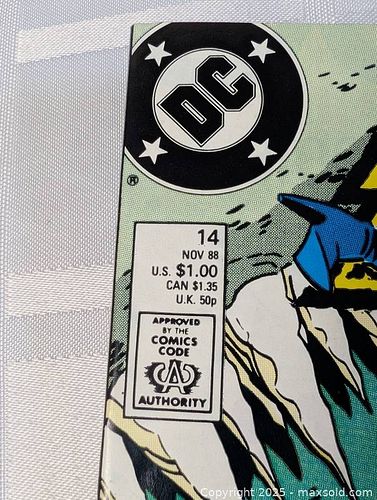 DC
®
14
NOV 88
U.S. $1.00
CAN $1.35
U.K. 50p
APPROVED
BY THE
COMICS
CODE
CA
AUTHORITY
Copyright 2025 - maxsold.com